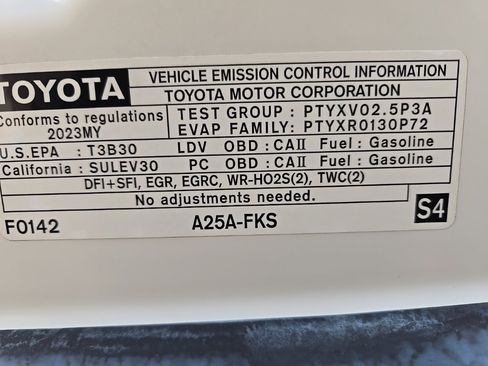 TOYOTA
VEHICLE EMISSION CONTROL INFORMATION
TOYOTA MOTOR CORPORATION
Conforms to regulations
2023MY
TEST GROUP : PTYXV02.5P3A
EVAP FAMILY: PTYXR0130P72
U.S.EPA : T3B30 LDV OBD : CAII Fuel : Gasoline
California : SULEV30 PC OBD : CAII Fuel : Gasoline
DFI+SFI, EGR, EGRC, WR-HO2S(2), TWC(2)
No adjustments needed.
F0142 A25A-FKS S4